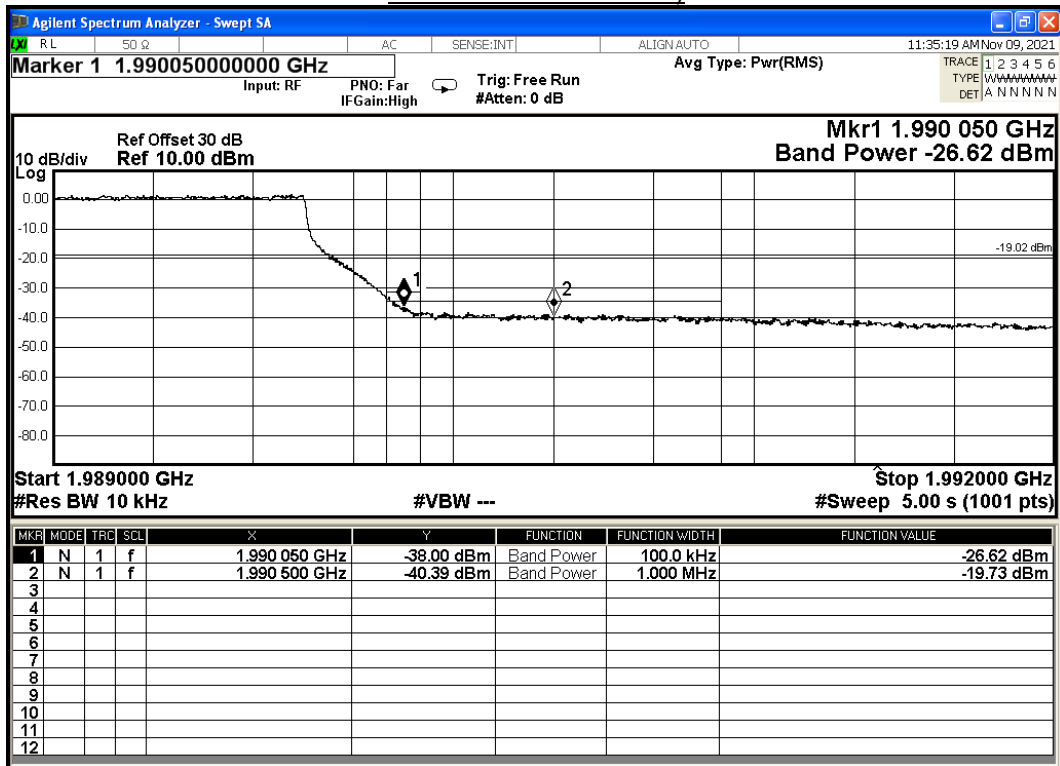 Agilent Spectrum Analyzer - Swept SA
LXI RL 50 Ω AC SENSE:INT ALIGNAUTO 11:35:19 AM Nov 09, 2021
Marker 1 1.990050000000 GHz Avg Type: Pwr(RMS) TRACE 1 2 3 4 5 6
Input: RF PNO: Far Trig: Free Run TYPE
IFGain:High #Atten: 0 dB DET A N N N N N
Mkr1 1.990 050 GHz
Ref Offset 30 dB
10 dB/div Ref 10.00 dBm Band Power -26.62 dBm
Log
0.00
-10.0
-19.02 dBm
-20.0
1
-30.0
2
-40.0
-50.0
-60.0
-70.0
-80.0
Start 1.989000 GHz Stop 1.992000 GHz
#Res BW 10 kHz #VBW --- #Sweep 5.00 s (1001 pts)
MKR MODE TRC SCL X Y FUNCTION FUNCTION WIDTH FUNCTION VALUE
1 N 1 f 1.990 050 GHz -38.00 dBm Band Power 100.0 kHz -26.62 dBm
2 N 1 f 1.990 500 GHz -40.39 dBm Band Power 1.000 MHz -19.73 dBm
3
4
5
6
7
8
9
10
11
12